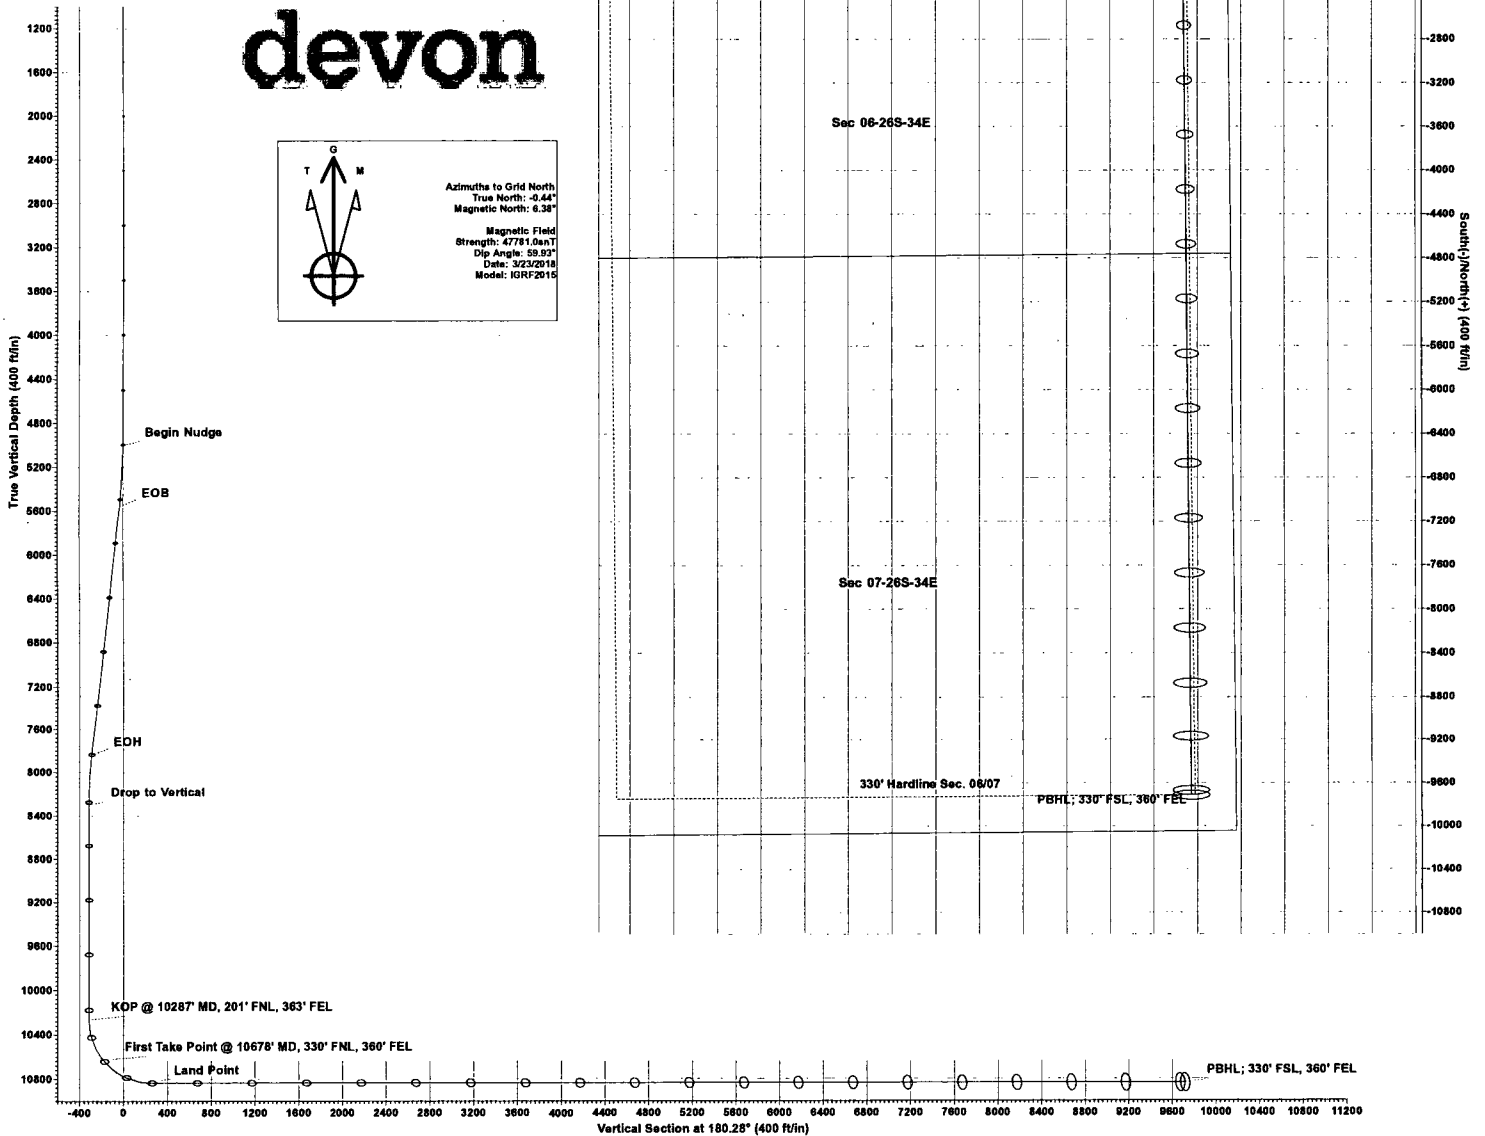 devon
G
T M
Azimuths to Grid North
True North: -0.44°
Magnetic North: 6.38°
Magnetic Field
Strength: 47781.0snT
Dip Angle: 59.93°
Date: 3/23/2018
Model: IGRF2015
True Vertical Depth (400 ft/in)
1200
1600
2000
2400
2800
3200
3600
4000
4400
4800
5200
5600
6000
6400
6800
7200
7600
8000
8400
8800
9200
9600
10000
10400
10800
Begin Nudge
EOB
EOH
Drop to Vertical
KOP @ 10287' MD, 201' FNL, 363' FEL
First Take Point @ 10678' MD, 330' FNL, 360' FEL
Land Point
PBHL; 330' FSL, 360' FEL
-400 0 400 800 1200 1600 2000 2400 2800 3200 3600 4000 4400 4800 5200 5600 6000 6400 6800 7200 7600 8000 8400 8800 9200 9600 10000 10400 10800 11200
Vertical Section at 180.28° (400 ft/in)
Sec 06-26S-34E
Sec 07-26S-34E
330' Hardline Sec. 06/07
PBHL; 330' FSL, 360' FEL
-2800
-3200
-3600
-4000
-4400
-4800
-5200
-5600
-6000
-6400
-6800
-7200
-7600
-8000
-8400
-8800
-9200
-9600
-10000
-10400
-10800
South(-)/North(+) (400 ft/in)